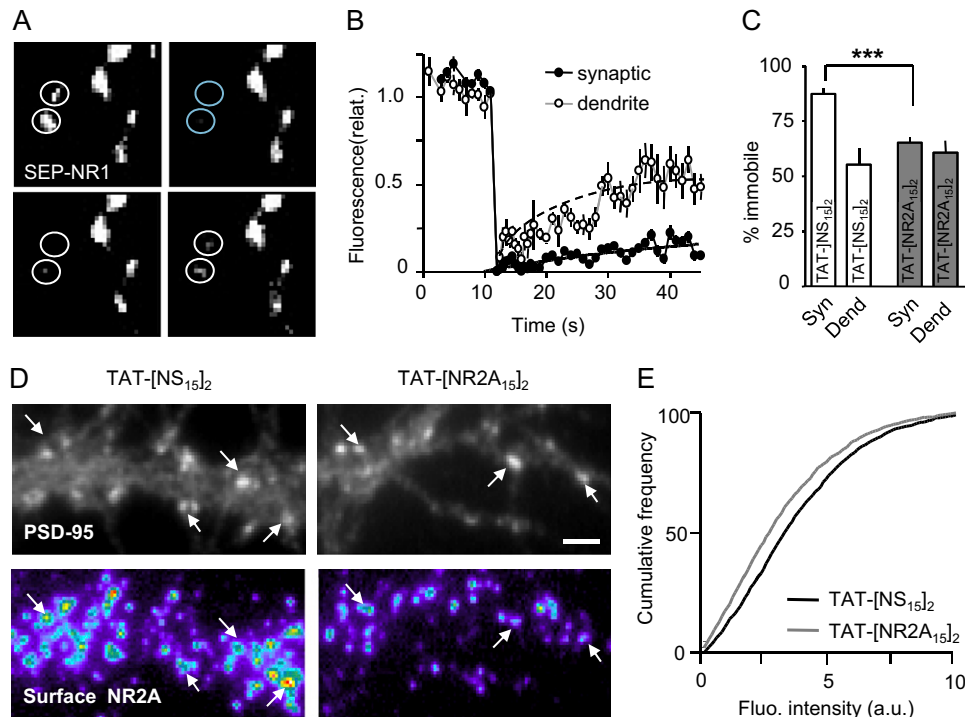 A
SEP-NR1
B
synaptic
dendrite
Fluorescence(relat.)
1.0
0.5
0
0 10 20 30 40
Time (s)
C
***
% immobile
100
75
50
25
0
TAT-[NS₁₅]₂
TAT-[NS₁₅]₂
TAT-[NR2A₁₅]₂
TAT-[NR2A₁₅]₂
Syn Dend Syn Dend
D
TAT-[NS₁₅]₂ TAT-[NR2A₁₅]₂
PSD-95
Surface NR2A
E
Cumulative frequency
100
50
0
TAT-[NS₁₅]₂
TAT-[NR2A₁₅]₂
0 5 10
Fluo. intensity (a.u.)